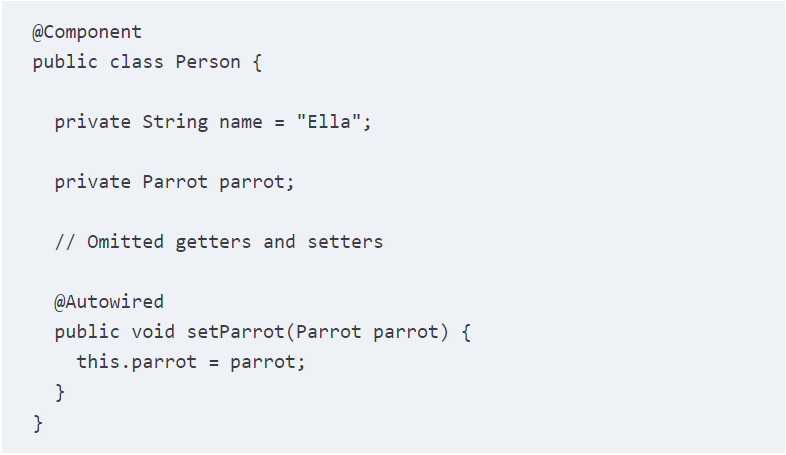 @Component
public class Person {
private String name = "Ella";
private Parrot parrot;
// Omitted getters and setters
@Autowired
public void setParrot(Parrot parrot) {
this.parrot = parrot;
}
}